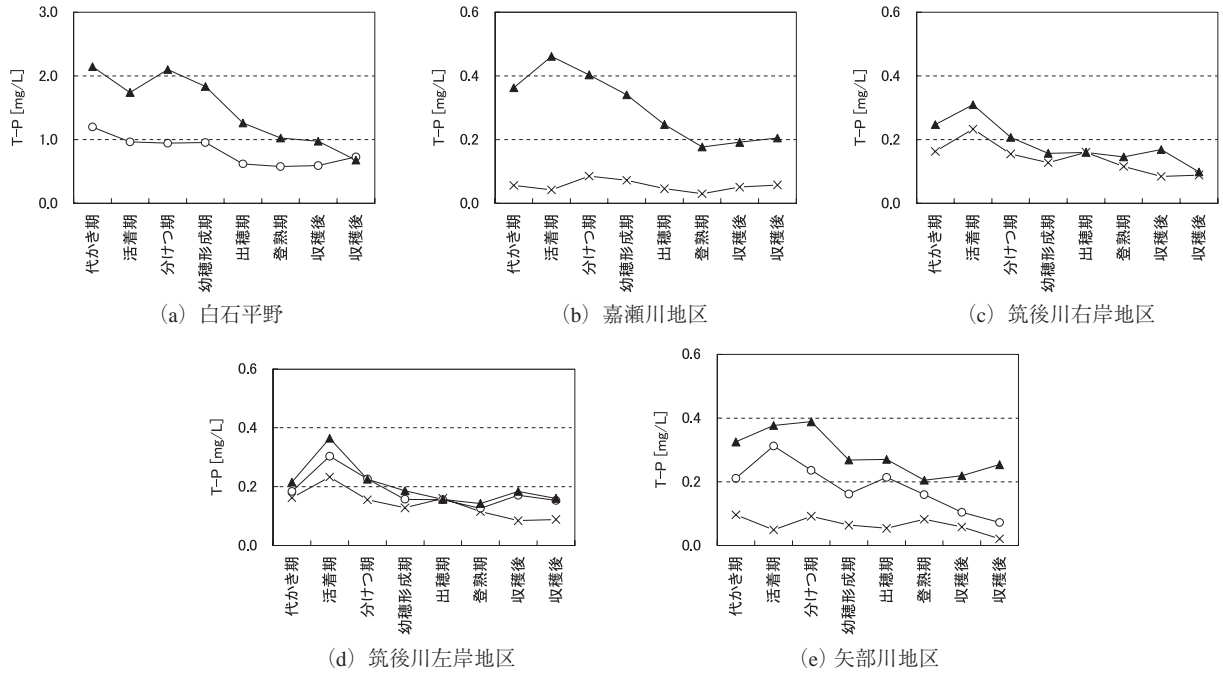 T-P [mg/L]
3.0
2.0
1.0
0.0
代かき期
活着期
分けつ期
幼穂形成期
出穂期
登熟期
収穫後
収穫後
(a) 白石平野
T-P [mg/L]
0.6
0.4
0.2
0.0
代かき期
活着期
分けつ期
幼穂形成期
出穂期
登熟期
収穫後
収穫後
(b) 嘉瀬川地区
T-P [mg/L]
0.6
0.4
0.2
0.0
代かき期
活着期
分けつ期
幼穂形成期
出穂期
登熟期
収穫後
収穫後
(c) 筑後川右岸地区
T-P [mg/L]
0.6
0.4
0.2
0.0
代かき期
活着期
分けつ期
幼穂形成期
出穂期
登熟期
収穫後
収穫後
(d) 筑後川左岸地区
T-P [mg/L]
0.6
0.4
0.2
0.0
代かき期
活着期
分けつ期
幼穂形成期
出穂期
登熟期
収穫後
収穫後
(e) 矢部川地区